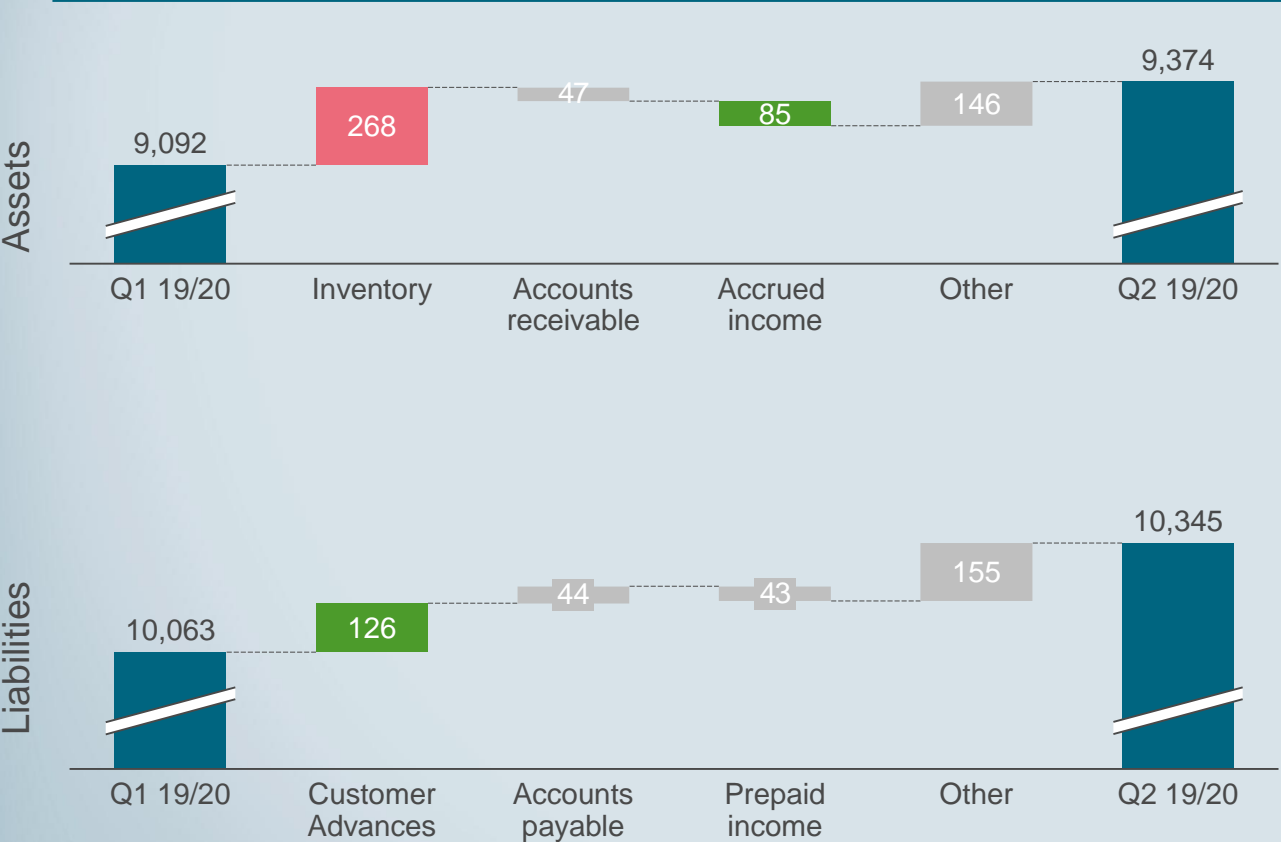 Assets
9,092
268
47
85
146
9,374
Q1 19/20
Inventory
Accounts
receivable
Accrued
income
Other
Q2 19/20
Liabilities
10,063
126
44
43
155
10,345
Q1 19/20
Customer
Advances
Accounts
payable
Prepaid
income
Other
Q2 19/20